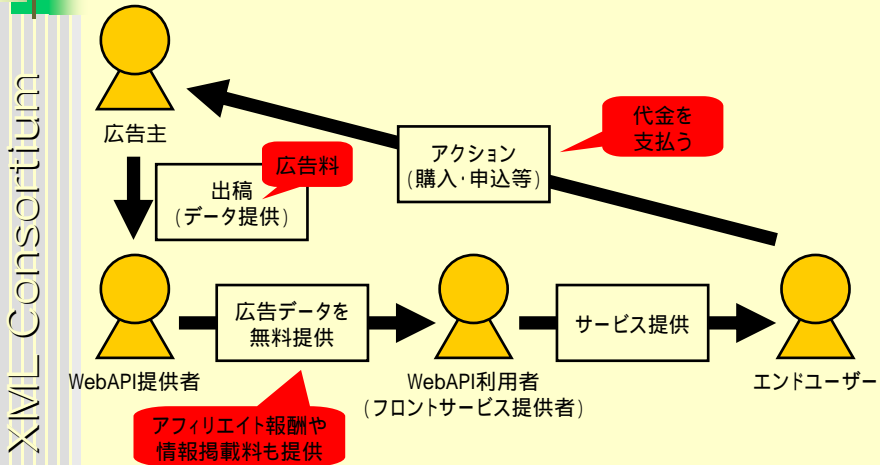 XML Consortium
広告主
代金を
支払う
アクション
(購入･申込等)
広告料
出稿
(データ提供)
広告データを
無料提供
サービス提供
WebAPI提供者
WebAPI利用者
(フロントサービス提供者)
エンドユーザー
アフィリエイト報酬や
情報掲載料も提供